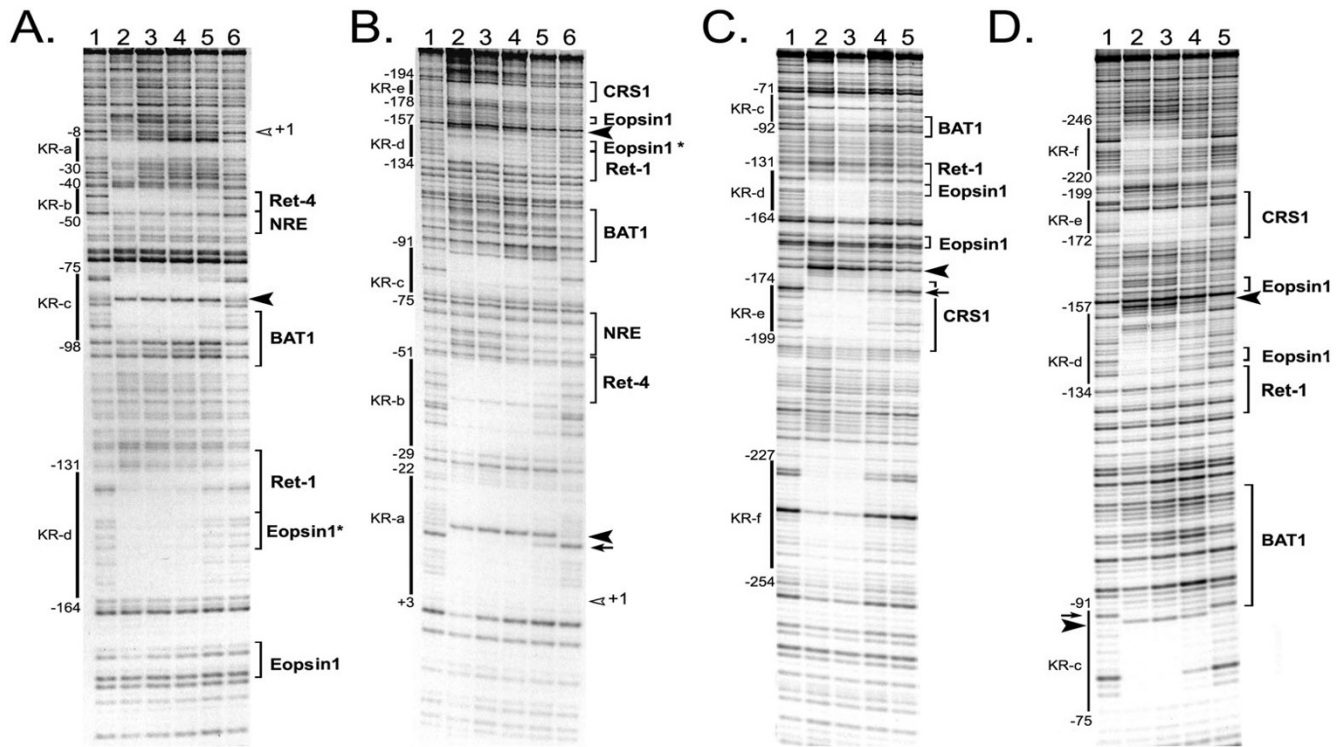 A.
1 2 3 4 5 6
-8
KR-a
-30
-40
KR-b
-50
-75
KR-c
-98
-131
KR-d
-164
+1
Ret-4
NRE
BAT1
Ret-1
Eopsin1*
Eopsin1
B.
1 2 3 4 5 6
-194
KR-e
-178
-157
KR-d
-134
-91
KR-c
-75
-51
KR-b
-29
-22
KR-a
+3
CRS1
Eopsin1
Eopsin1 *
Ret-1
BAT1
NRE
Ret-4
+1
C.
1 2 3 4 5
-71
KR-c
-92
-131
KR-d
-164
-174
KR-e
-199
-227
KR-f
-254
BAT1
Ret-1
Eopsin1
Eopsin1
CRS1
D.
1 2 3 4 5
-246
KR-f
-220
-199
KR-e
-172
-157
KR-d
-134
-91
KR-c
-75
CRS1
Eopsin1
Eopsin1
Ret-1
BAT1